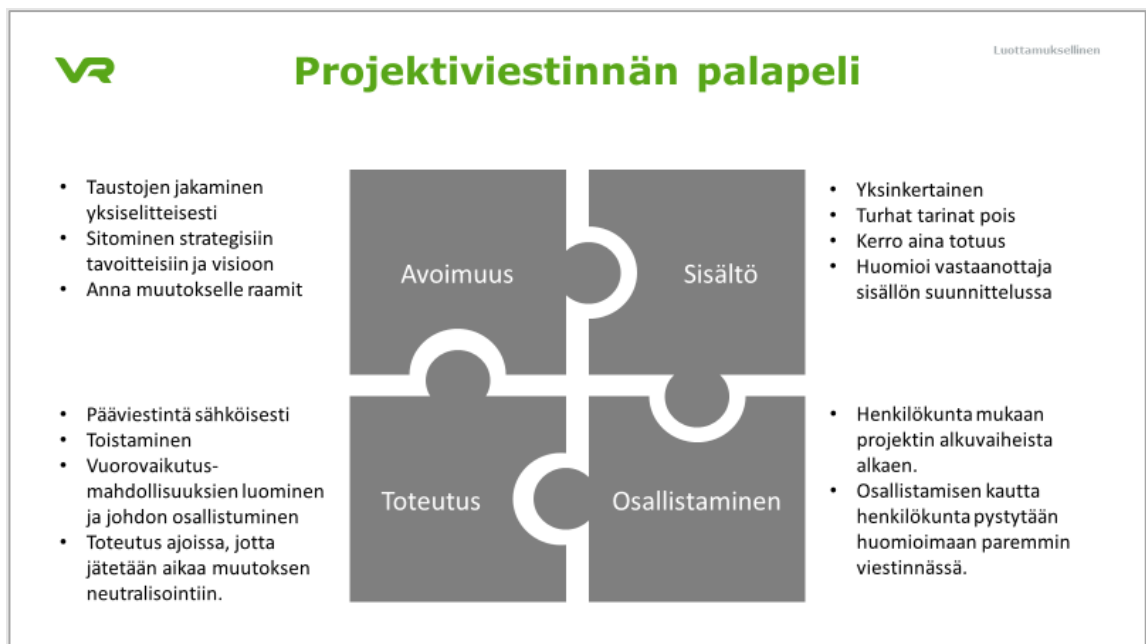 VR
Projektiviestinnän palapeli
Luottamuksellinen
• Taustojen jakaminen
yksiselitteisesti
• Sitominen strategisiin
tavoitteisiin ja visioon
• Anna muutokselle raamit
Avoimuus
Sisältö
• Yksinkertainen
• Turhat tarinat pois
• Kerro aina totuus
• Huomioi vastaanottaja
sisällön suunnittelussa
• Pääviestintä sähköisesti
• Toistaminen
• Vuorovaikutus-
mahdollisuuksien luominen
ja johdon osallistuminen
• Toteutus ajoissa, jotta
jätetään aikaa muutoksen
neutralisointiin.
Toteutus
Osallistaminen
• Henkilökunta mukaan
projektin alkuvaiheista
alkaen.
• Osallistamisen kautta
henkilökunta pystytään
huomioimaan paremmin
viestinnässä.